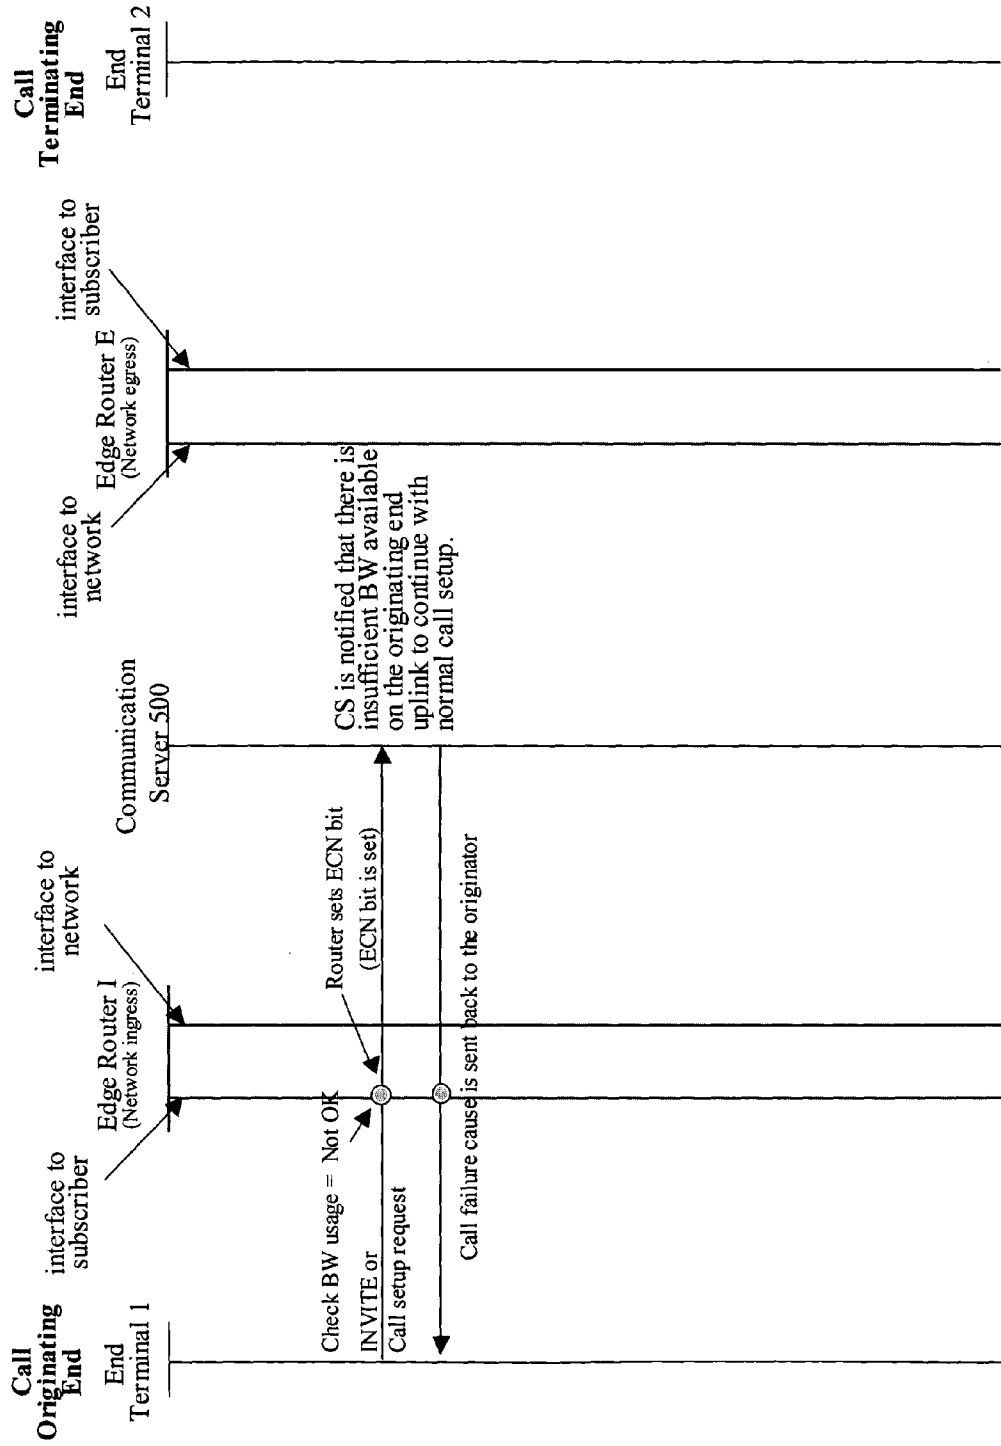 Call
Originating
End
End
Terminal 1
interface to
subscriber
Edge Router I
(Network ingress)
interface to
network
Communication
Server 500
interface to
network
Edge Router E
(Network egress)
interface to
subscriber
Call
Terminating
End
End
Terminal 2
Check BW usage = Not OK
INVITE or
Call setup request
Router sets ECN bit
(ECN bit is set)
CS is notified that there is
insufficient BW available
on the originating end
uplink to continue with
normal call setup.
Call failure cause is sent back to the originator